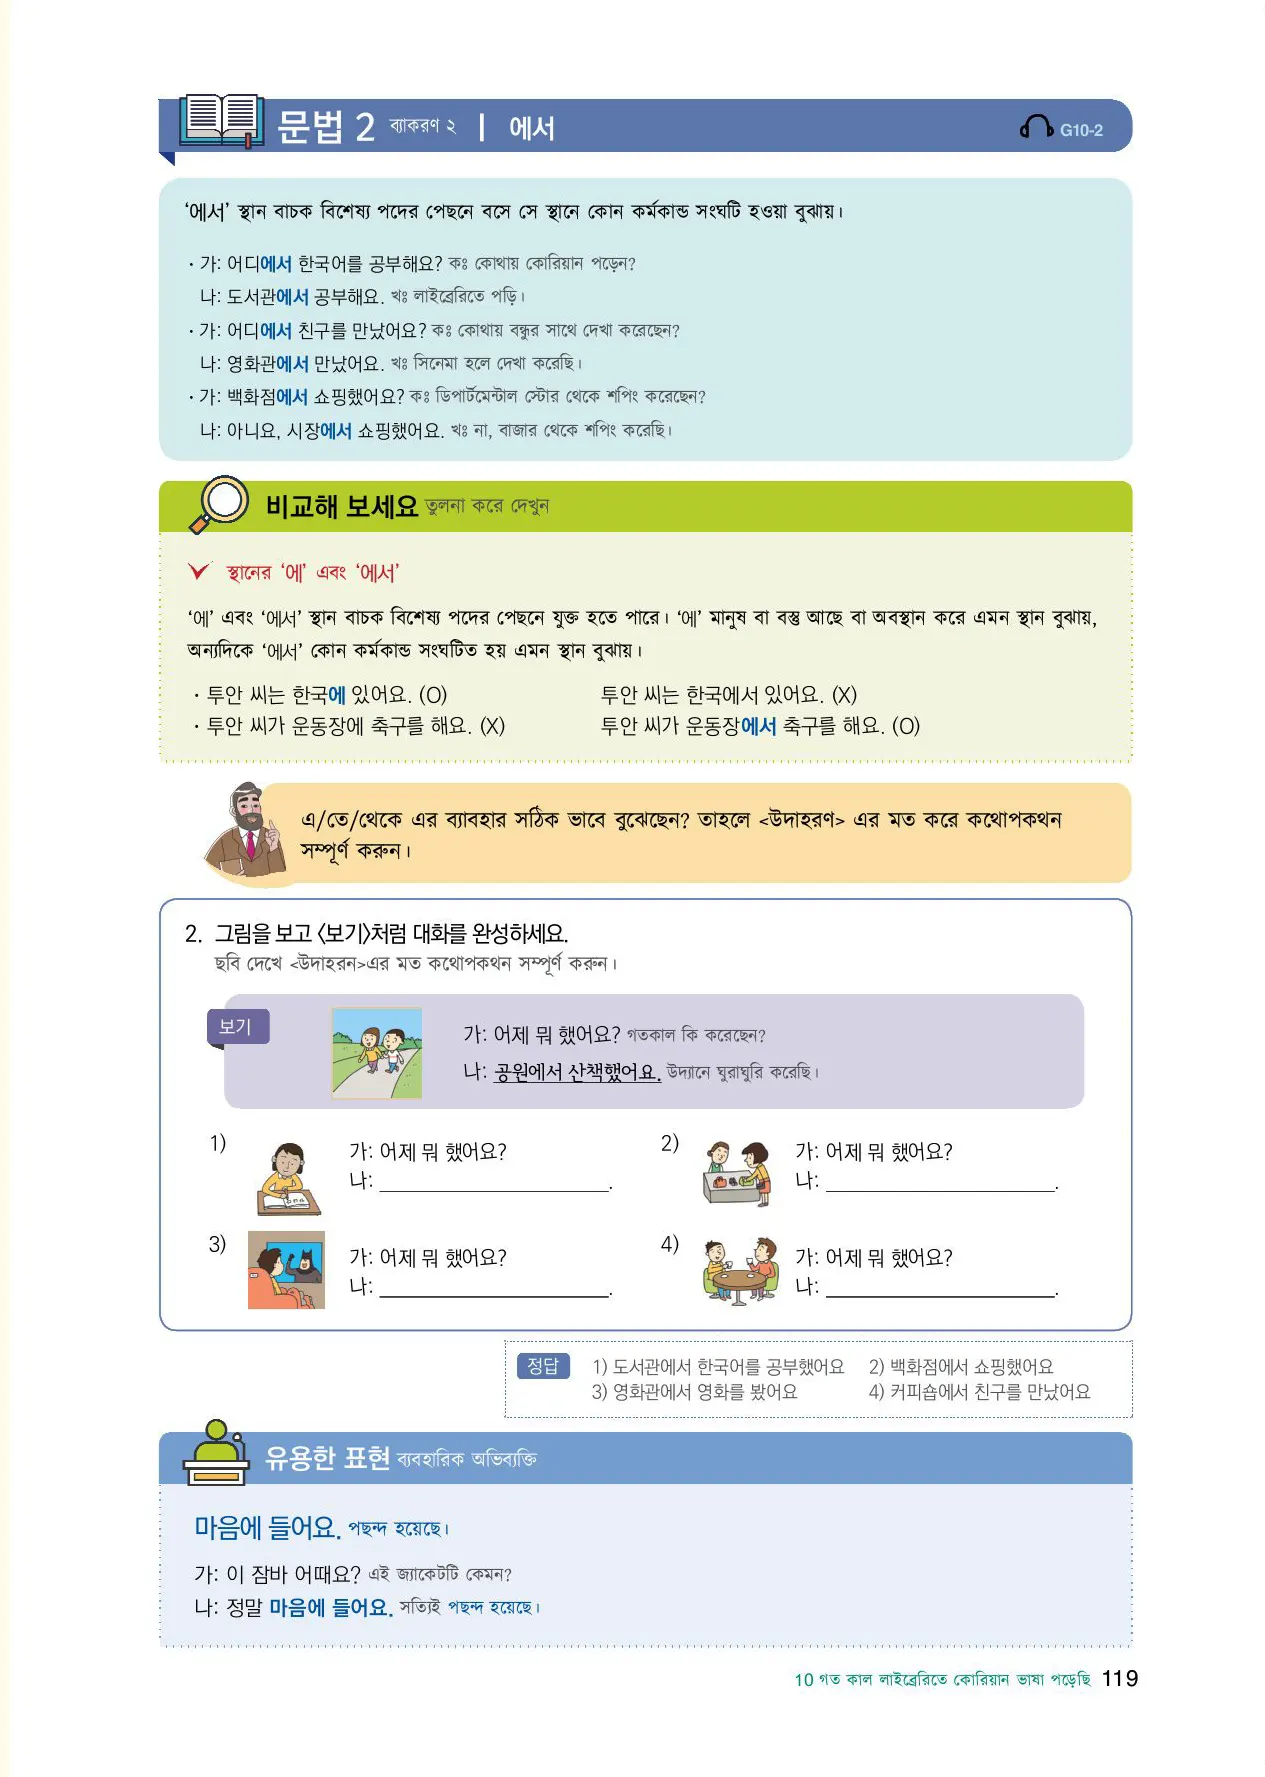 문법 2 ব্যাকরণ ২ | 에서
G10-2
‘에서’ স্থান বাচক বিশেষ্য পদের পেছনে বসে সে স্থানে কোন কর্মকান্ড সংঘটি হওয়া বুঝায়।
· 가: 어디에서 한국어를 공부해요? কঃ কোথায় কোরিয়ান পড়েন?
나: 도서관에서 공부해요. খঃ লাইব্রেরিতে পড়ি।
· 가: 어디에서 친구를 만났어요? কঃ কোথায় বন্ধুর সাথে দেখা করেছেন?
나: 영화관에서 만났어요. খঃ সিনেমা হলে দেখা করেছি।
· 가: 백화점에서 쇼핑했어요? কঃ ডিপার্টমেন্টাল স্টোর থেকে শপিং করেছেন?
나: 아니요, 시장에서 쇼핑했어요. খঃ না, বাজার থেকে শপিং করেছি।
비교해 보세요 তুলনা করে দেখুন
স্থানের ‘에’ এবং ‘에서’
‘에’ এবং ‘에서’ স্থান বাচক বিশেষ্য পদের পেছনে যুক্ত হতে পারে। ‘에’ মানুষ বা বস্তু আছে বা অবস্থান করে এমন স্থান বুঝায়,
অন্যদিকে ‘에서’ কোন কর্মকান্ড সংঘটিত হয় এমন স্থান বুঝায়।
· 투안 씨는 한국에 있어요. (O) 투안 씨는 한국에서 있어요. (X)
· 투안 씨가 운동장에 축구를 해요. (X) 투안 씨가 운동장에서 축구를 해요. (O)
এ/তে/থেকে এর ব্যাবহার সঠিক ভাবে বুঝেছেন? তাহলে <উদাহরণ> এর মত করে কথোপকথন
সম্পূর্ণ করুন।
2. 그림을 보고 〈보기〉처럼 대화를 완성하세요.
ছবি দেখে <উদাহরন>এর মত কথোপকথন সম্পূর্ণ করুন।
보기
가: 어제 뭐 했어요? গতকাল কি করেছেন?
나: 공원에서 산책했어요. উদ্যানে ঘুরাঘুরি করেছি।
1) 가: 어제 뭐 했어요?
나: ____________________.
2) 가: 어제 뭐 했어요?
나: ____________________.
3) 가: 어제 뭐 했어요?
나: ____________________.
4) 가: 어제 뭐 했어요?
나: ____________________.
정답 1) 도서관에서 한국어를 공부했어요 2) 백화점에서 쇼핑했어요
3) 영화관에서 영화를 봤어요 4) 커피숍에서 친구를 만났어요
유용한 표현 ব্যবহারিক অভিব্যক্তি
마음에 들어요. পছন্দ হয়েছে।
가: 이 잠바 어때요? এই জ্যাকেটটি কেমন?
나: 정말 마음에 들어요. সত্যিই পছন্দ হয়েছে।
10 গত কাল লাইব্রেরিতে কোরিয়ান ভাষা পড়েছি 119